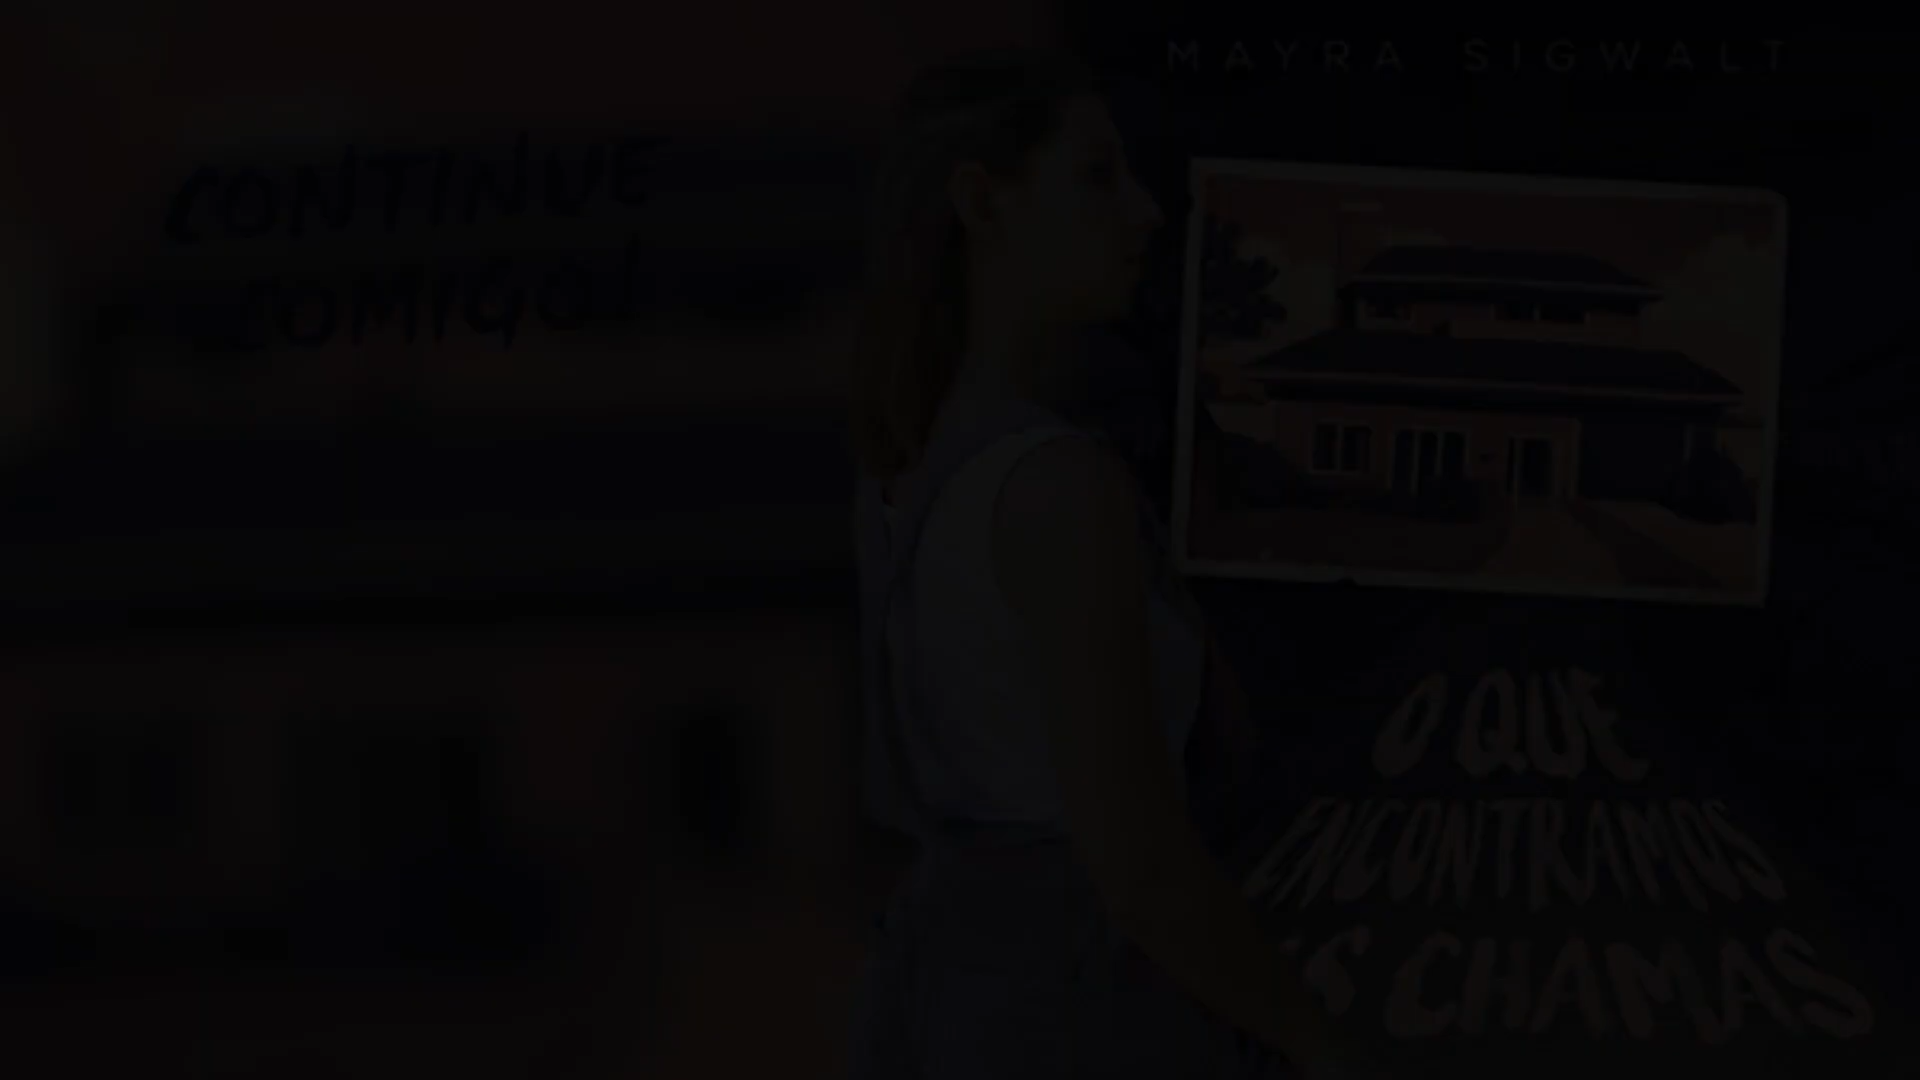 CONTINUE
COMIGO!
MAYRA SIGWALT
O QUE
ENCONTRAMOS
CHAMAS